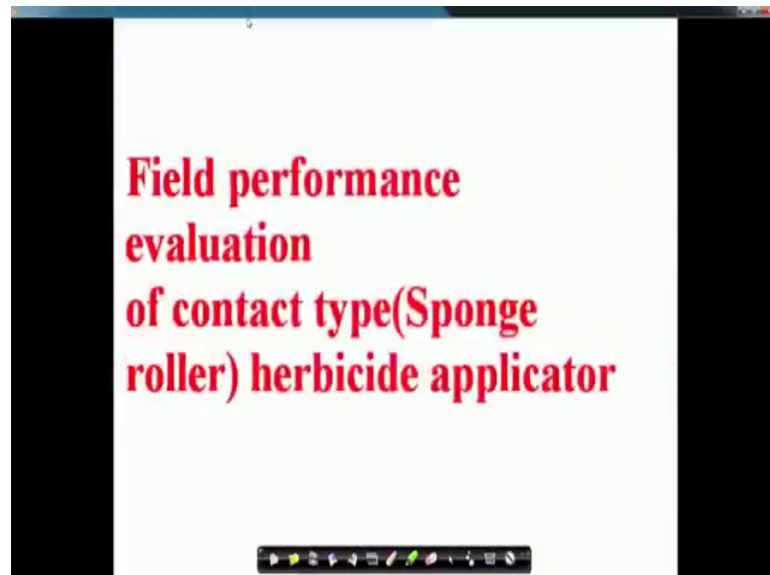 Field performance
evaluation
of contact type(Sponge
roller) herbicide applicator